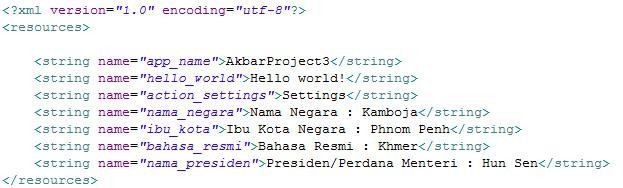 <?xml version="1.0" encoding="utf-8"?>
<resources>
<string name="app_name">AkbarProject3</string>
<string name="hello_world">Hello world!</string>
<string name="action_settings">Settings</string>
<string name="nama_negara">Nama Negara : Kamboja</string>
<string name="ibu_kota">Ibu Kota Negara : Phnom Penh</string>
<string name="bahasa_resmi">Bahasa Resmi : Khmer</string>
<string name="nama_presiden">Presiden/Perdana Menteri : Hun Sen</string>
</resources>